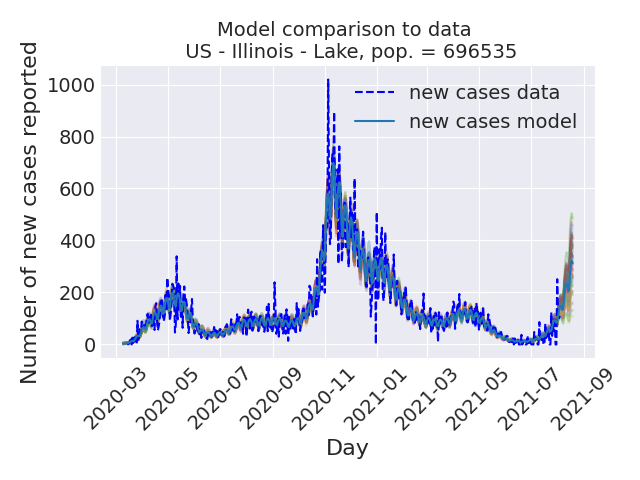 Model comparison to data
US - Illinois - Lake, pop. = 696535
Number of new cases reported
1000
800
600
400
200
0
new cases data
new cases model
2020-03
2020-05
2020-07
2020-09
2020-11
2021-01
2021-03
2021-05
2021-07
2021-09
Day